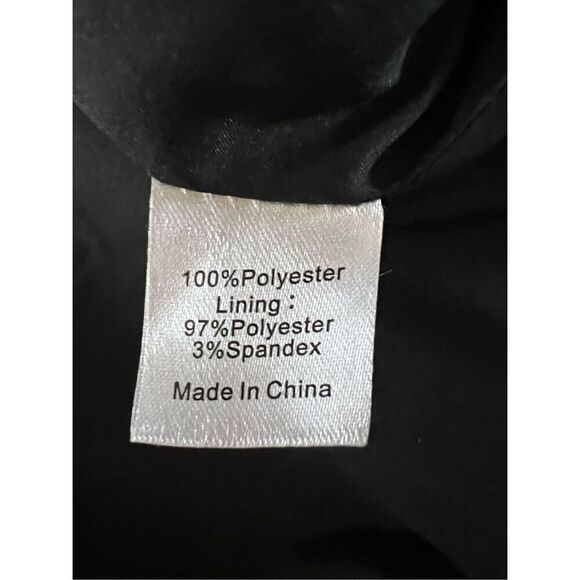 100%Polyester
Lining：
97%Polyester
3%Spandex
Made In China